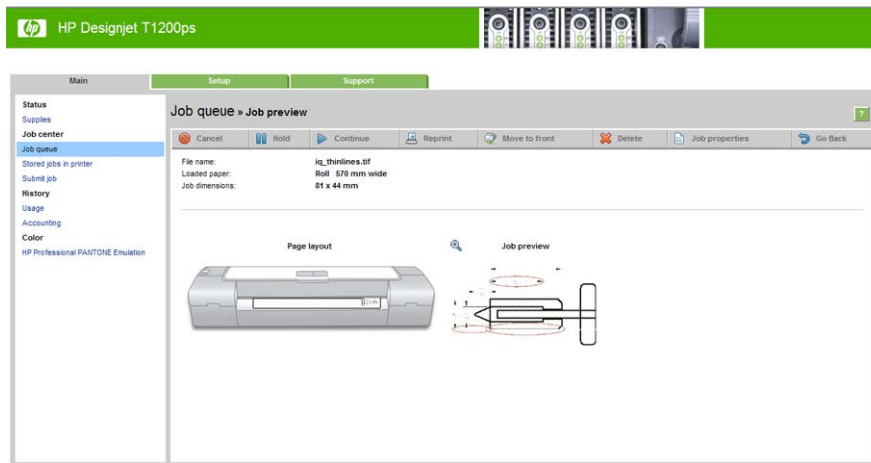 hp HP Designjet T1200ps
Main Setup Support
Status
Supplies
Job center
Job queue
Stored jobs in printer
Submit job
History
Usage
Accounting
Color
HP Professional PANTONE Emulation
Job queue » Job preview
?
Cancel Hold Continue Reprint Move to front Delete Job properties Go Back
File name: iq_thinlines.tif
Loaded paper: Roll 570 mm wide
Job dimensions: 81 x 44 mm
Page layout Job preview